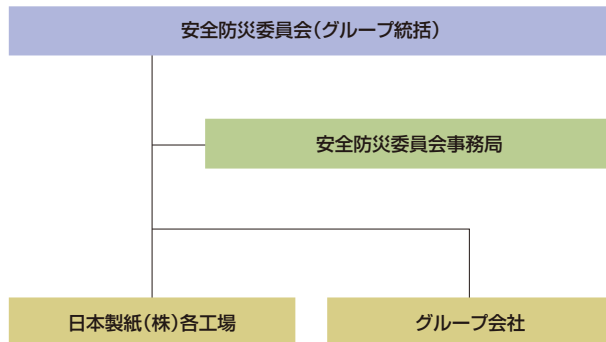 安全防災委員会(グループ統括)
安全防災委員会事務局
日本製紙(株)各工場
グループ会社